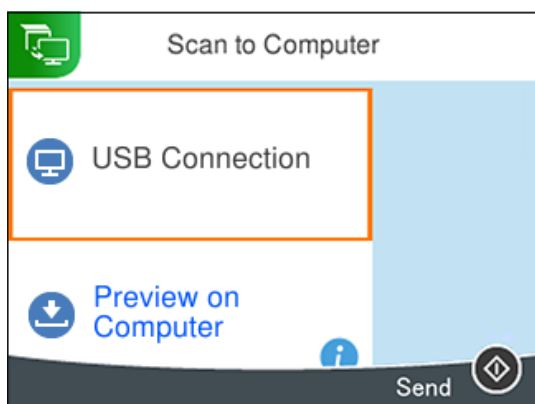 Scan to Computer
USB Connection
Preview on
Computer
i
Send